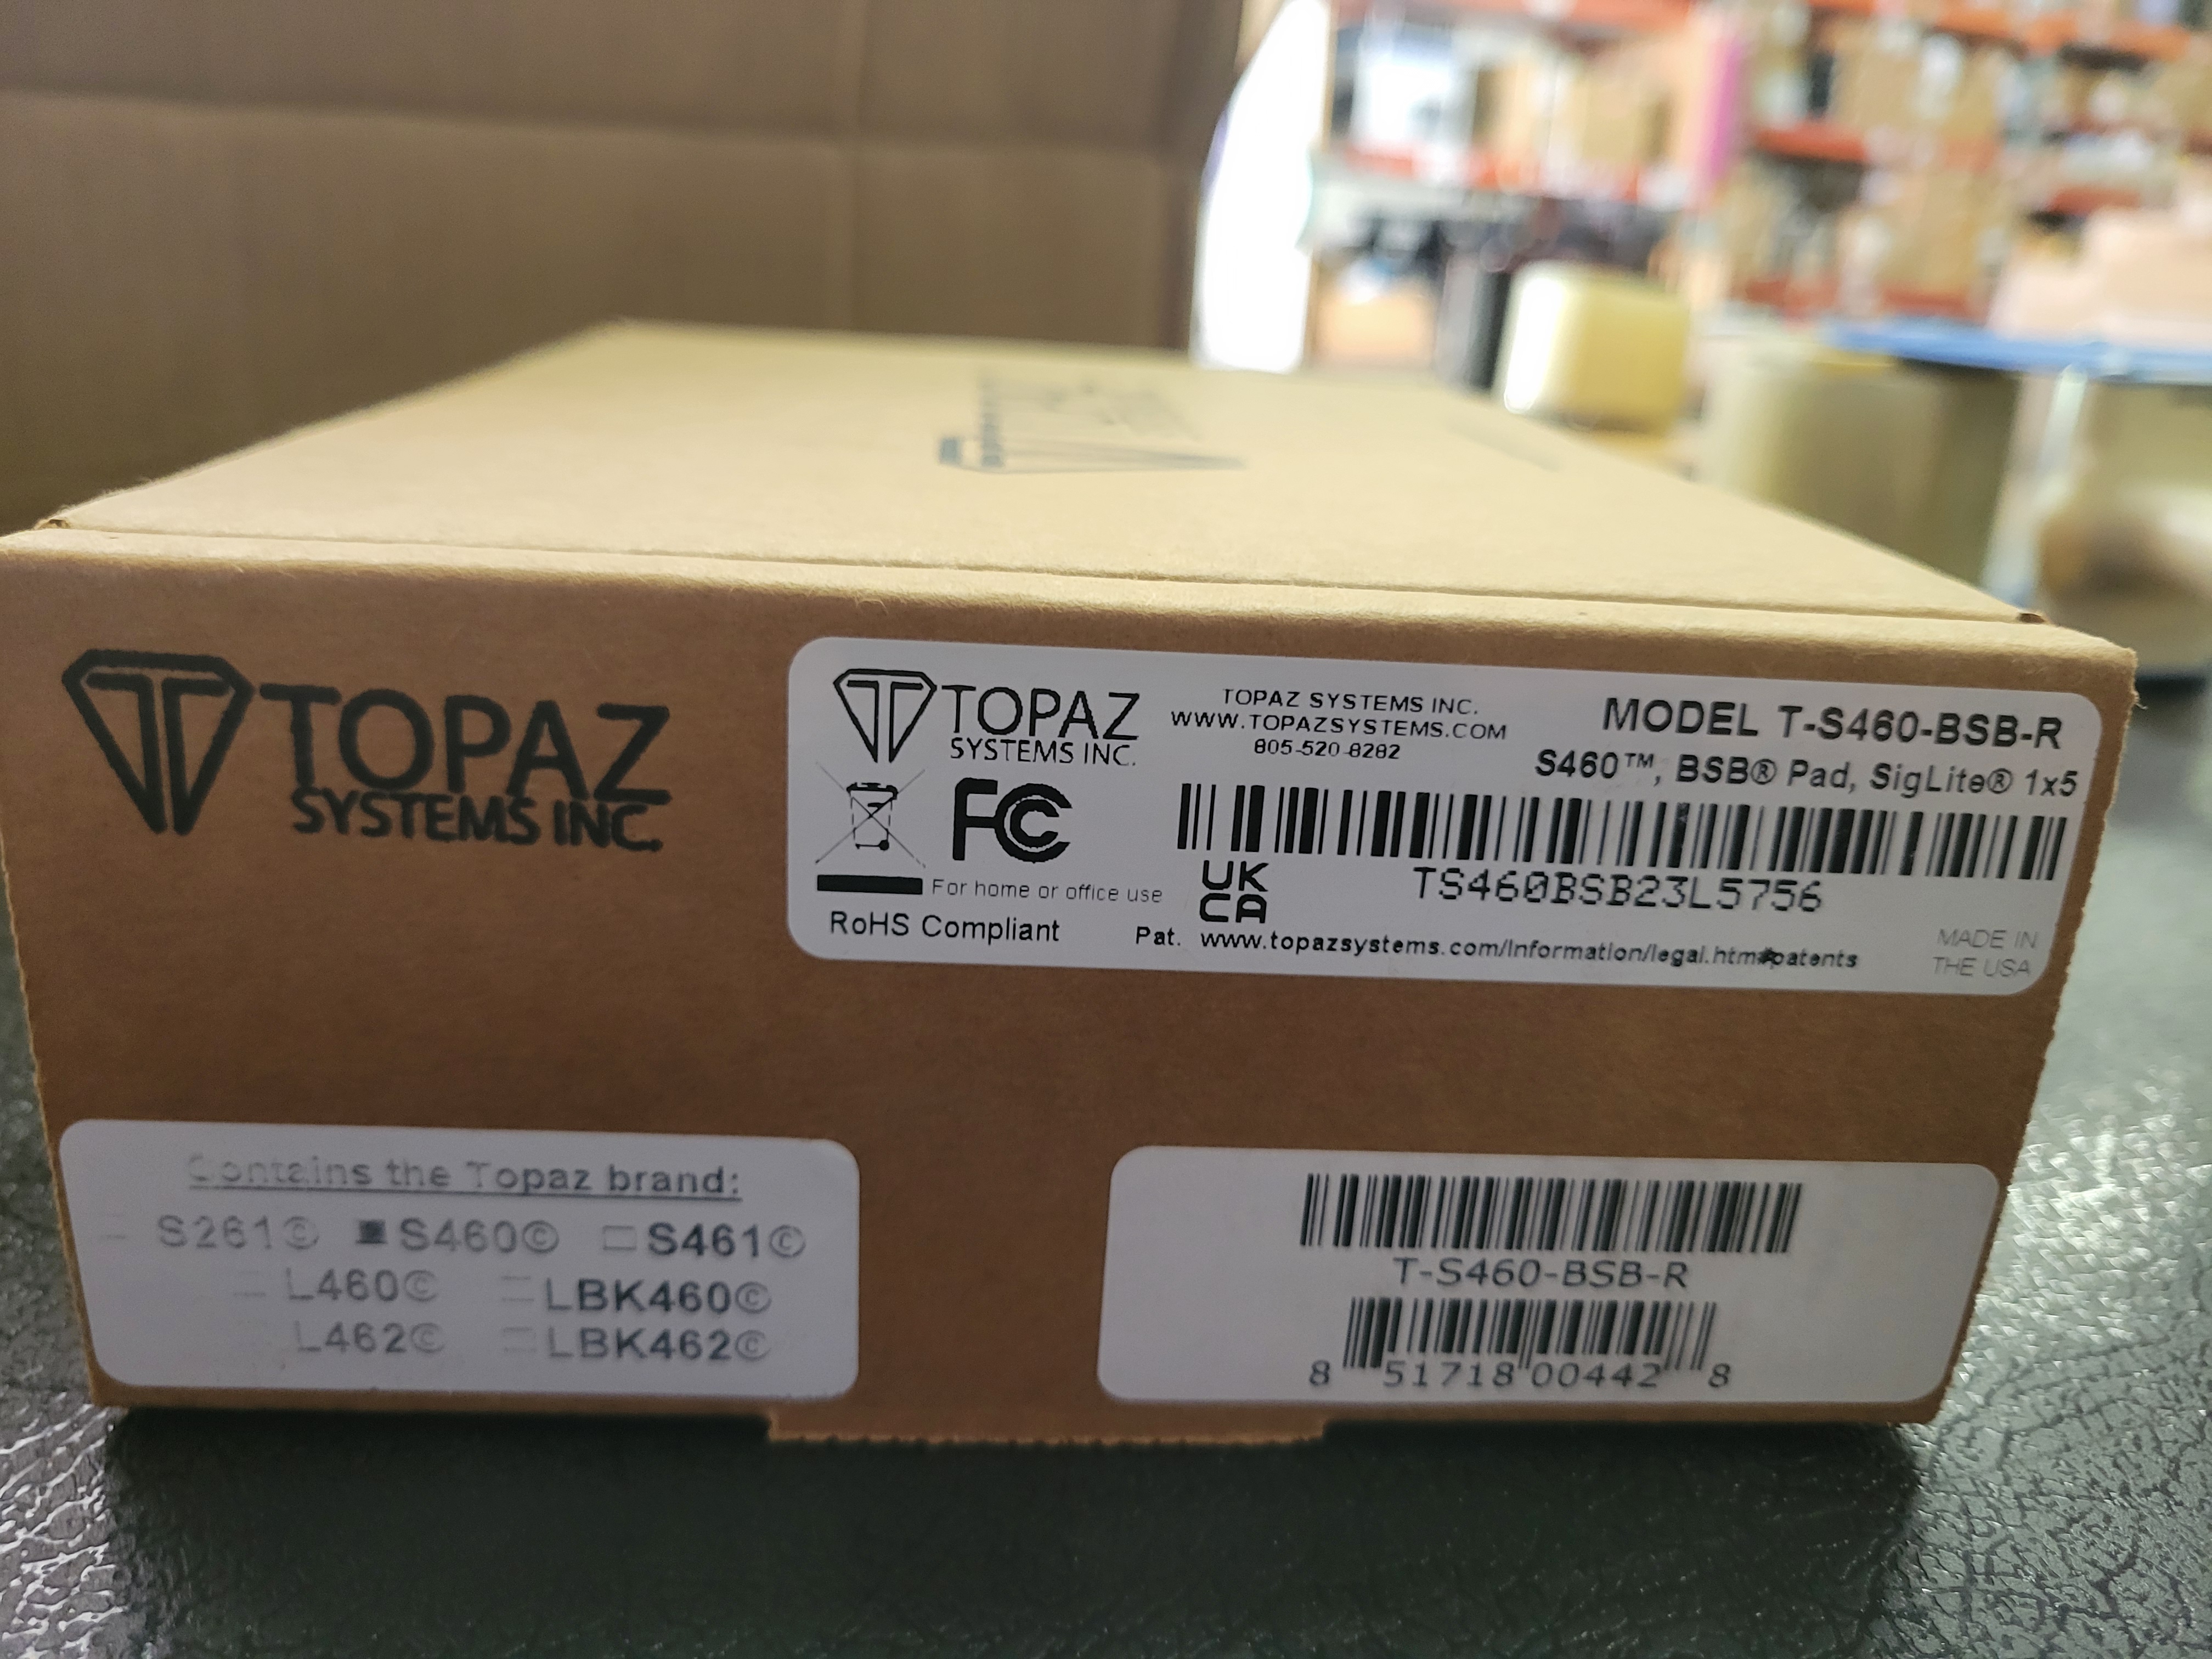 TOPAZ
SYSTEMS INC.
TOPAZ
SYSTEMS INC.
TOPAZ SYSTEMS INC.
WWW.TOPAZSYSTEMS.COM
805-520-8282
MODEL T-S460-BSB-R
S460™, BSB® Pad, SigLite® 1x5
FC
For home or office use
RoHS Compliant
UK
CA
TS460BSB23L5756
Pat. www.topazsystems.com/information/legal.htm#patents
MADE IN
THE USA
Contains the Topaz brand:
S261© S460© S461©
L460© LBK460©
L462© LBK462©
T-S460-BSB-R
8 51718 00442 8